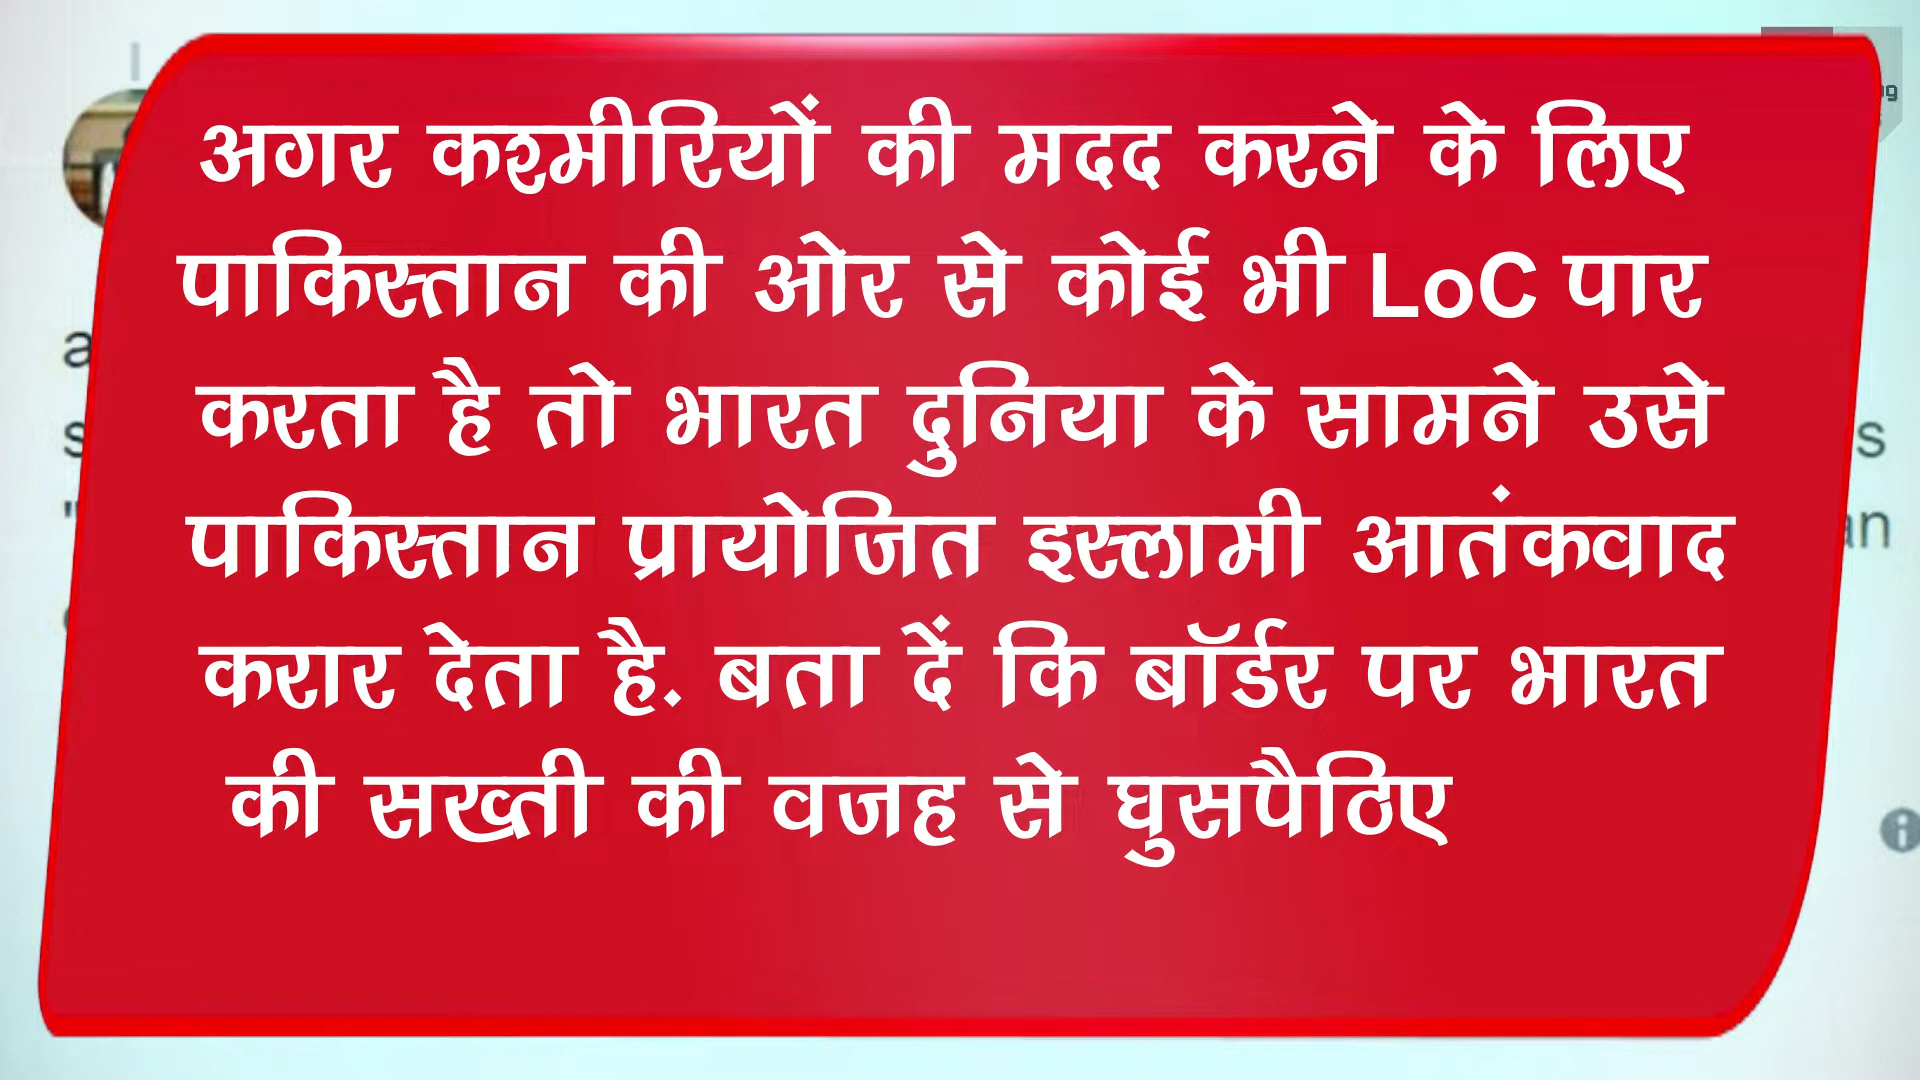 अगर कश्मीरियों की मदद करने के लिए
पाकिस्तान की ओर से कोई भी LoC पार
करता है तो भारत दुनिया के सामने उसे
पाकिस्तान प्रायोजित इस्लामी आतंकवाद
करार देता है. बता दें कि बॉर्डर पर भारत
की सख्ती की वजह से घुसपैठिए